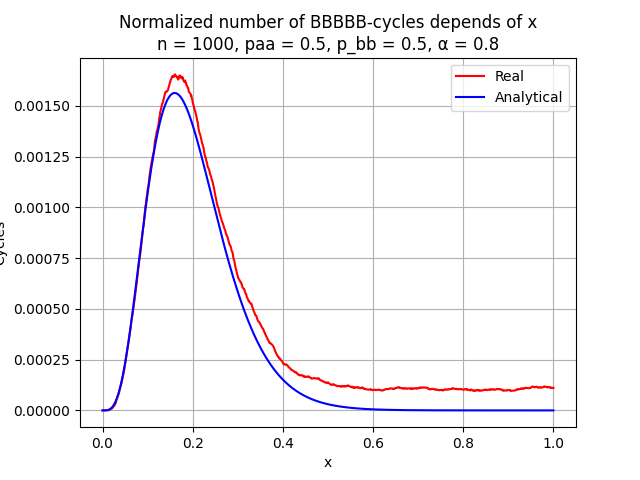 Normalized number of BBBBB-cycles depends of x
n = 1000, paa = 0.5, p_bb = 0.5, α = 0.8
Real
Analytical
0.00150
0.00125
0.00100
0.00075
0.00050
0.00025
0.00000
0.0 0.2 0.4 0.6 0.8 1.0
x